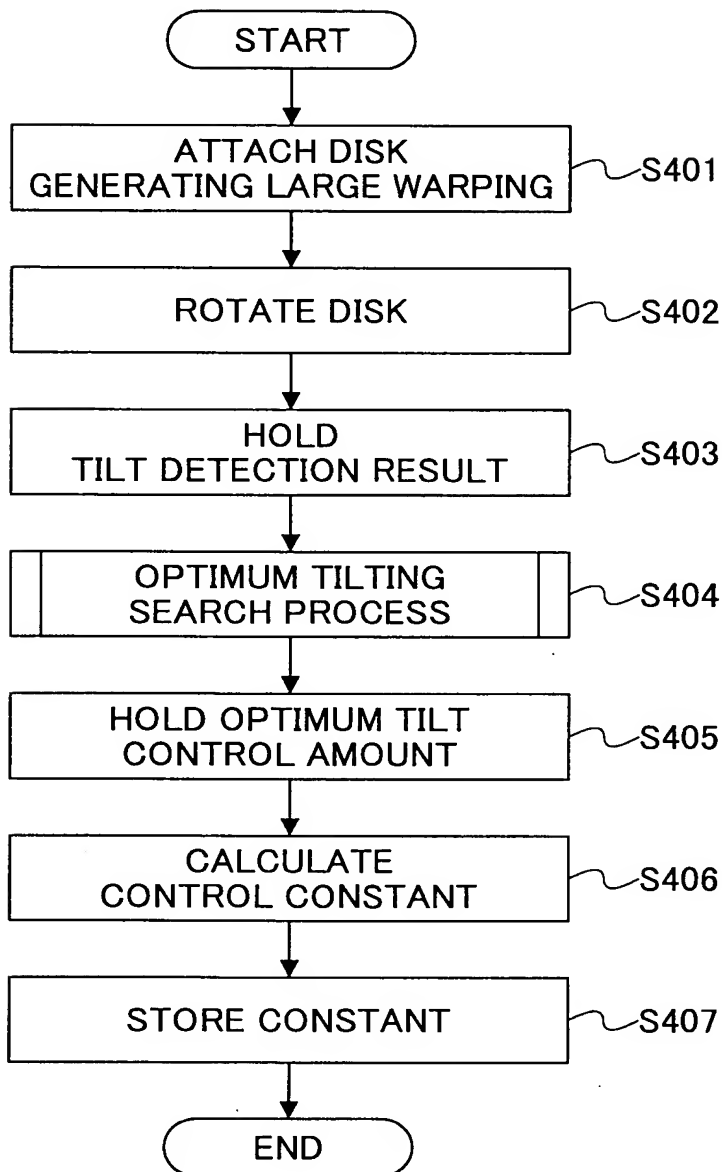 START
ATTACH DISK
GENERATING LARGE WARPING
S401
ROTATE DISK
S402
HOLD
TILT DETECTION RESULT
S403
OPTIMUM TILTING
SEARCH PROCESS
S404
HOLD OPTIMUM TILT
CONTROL AMOUNT
S405
CALCULATE
CONTROL CONSTANT
S406
STORE CONSTANT
S407
END